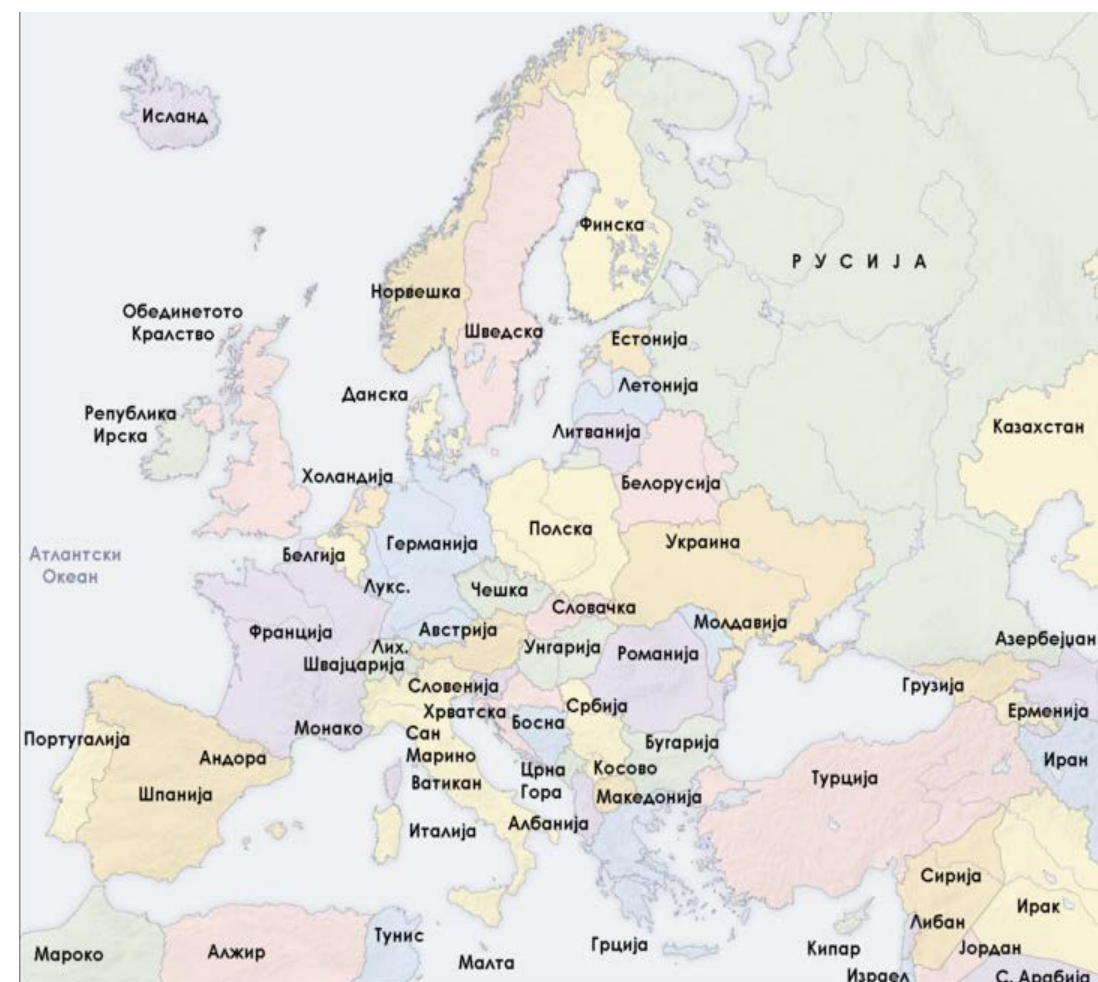 Исланд
Финска
Р У С И Ј А
Норвешка
Обединетото
Кралство
Шведска
Естонија
Данска
Летонија
Република
Ирска
Казахстан
Литванија
Холандија
Белорусија
Полска
Украина
Германија
Белгија
Атлантски
Океан
Лукс.
Чешка
Словачка
Молдавија
Франција
Австрија
Азербејџан
Лих.
Унгарија
Романија
Швајцарија
Словенија
Грузија
Србија
Хрватска
Ерменија
Босна
Монако
Сан
Марино
Португалија
Бугарија
Андора
Иран
Црна
Гора
Косово
Турција
Ватикан
Шпанија
Македонија
Албанија
Италија
Сирија
Ирак
Либан
Тунис
Грција
Кипар
Јордан
Мароко
Алжир
Малта
Израел
С. Арабија